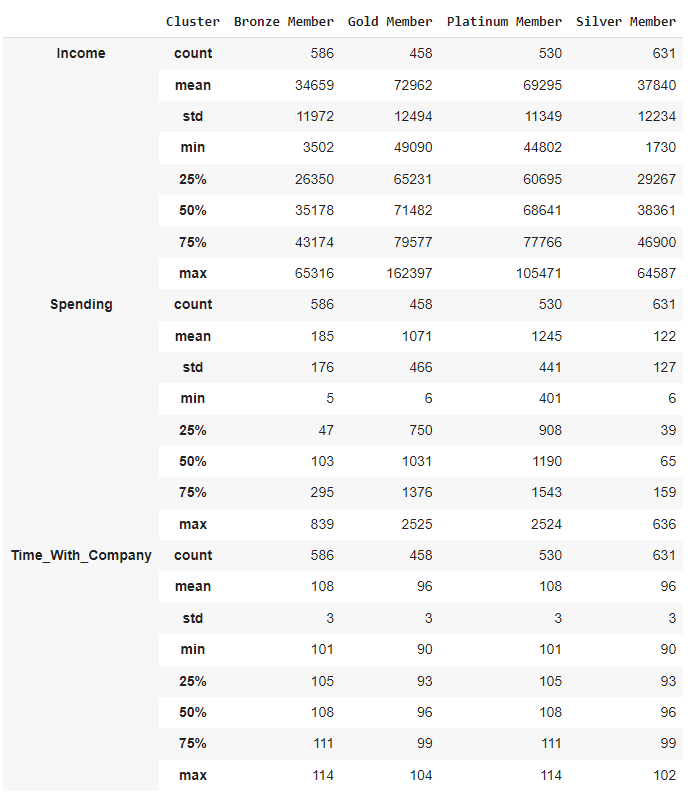 Cluster Bronze Member Gold Member Platinum Member Silver Member
Income count 586 458 530 631
mean 34659 72962 69295 37840
std 11972 12494 11349 12234
min 3502 49090 44802 1730
25% 26350 65231 60695 29267
50% 35178 71482 68641 38361
75% 43174 79577 77766 46900
max 65316 162397 105471 64587
Spending count 586 458 530 631
mean 185 1071 1245 122
std 176 466 441 127
min 5 6 401 6
25% 47 750 908 39
50% 103 1031 1190 65
75% 295 1376 1543 159
max 839 2525 2524 636
Time_With_Company count 586 458 530 631
mean 108 96 108 96
std 3 3 3 3
min 101 90 101 90
25% 105 93 105 93
50% 108 96 108 96
75% 111 99 111 99
max 114 104 114 102